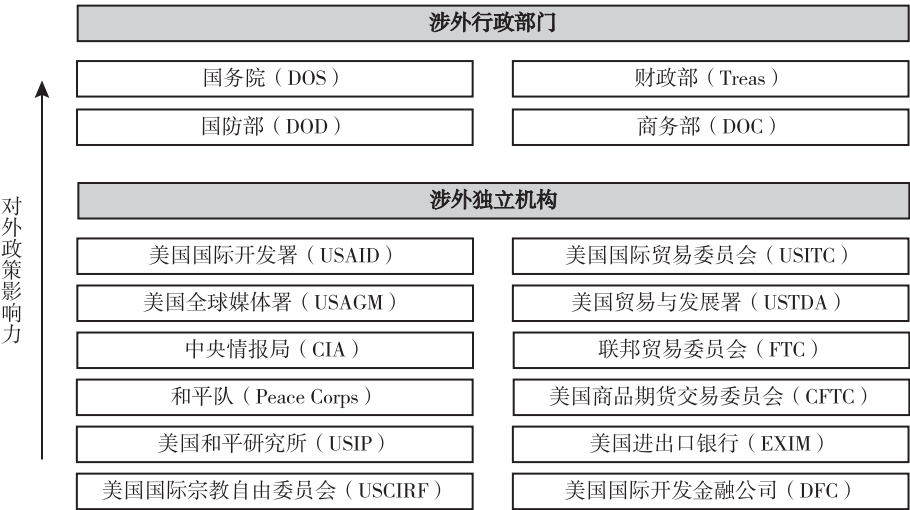 涉外行政部门
国务院（DOS）
财政部（Treas）
国防部（DOD）
商务部（DOC）
对外政策影响力
涉外独立机构
美国国际开发署（USAID）
美国国际贸易委员会（USITC）
美国全球媒体署（USAGM）
美国贸易与发展署（USTDA）
中央情报局（CIA）
联邦贸易委员会（FTC）
和平队（Peace Corps）
美国商品期货交易委员会（CFTC）
美国和平研究所（USIP）
美国进出口银行（EXIM）
美国国际宗教自由委员会（USCIRF）
美国国际开发金融公司（DFC）